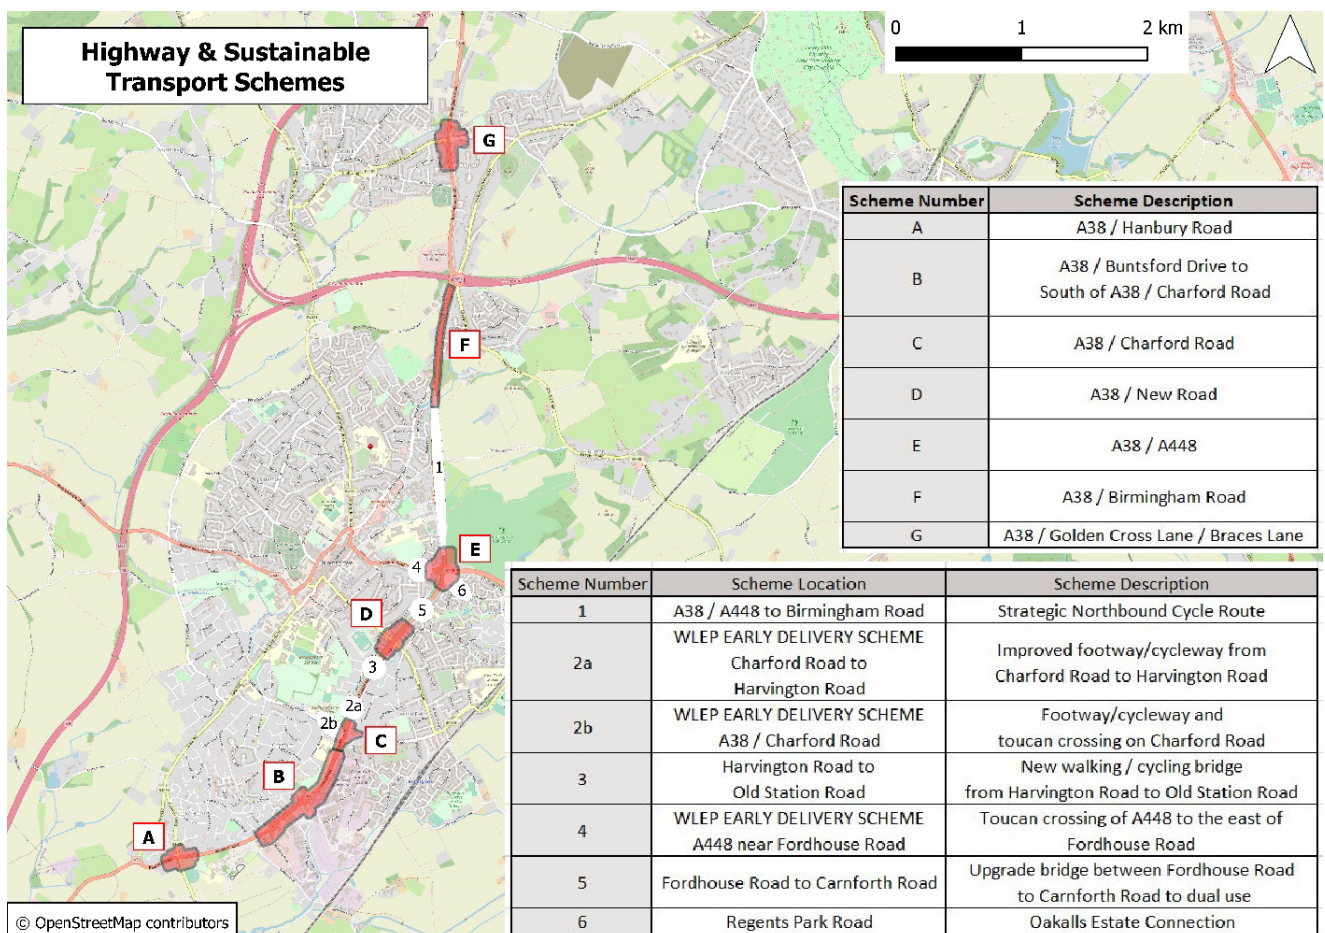 Highway & Sustainable
Transport Schemes
0 1 2 km
G
F
1
E
4
6
5
D
3
2a
2b
C
B
A
Scheme Number Scheme Description
A A38 / Hanbury Road
B A38 / Buntsford Drive to
South of A38 / Charford Road
C A38 / Charford Road
D A38 / New Road
E A38 / A448
F A38 / Birmingham Road
G A38 / Golden Cross Lane / Braces Lane
Scheme Number Scheme Location Scheme Description
1 A38 / A448 to Birmingham Road Strategic Northbound Cycle Route
2a WLEP EARLY DELIVERY SCHEME
Charford Road to
Harvington Road
Improved footway/cycleway from
Charford Road to Harvington Road
2b WLEP EARLY DELIVERY SCHEME
A38 / Charford Road
Footway/cycleway and
toucan crossing on Charford Road
3 Harvington Road to
Old Station Road
New walking / cycling bridge
from Harvington Road to Old Station Road
4 WLEP EARLY DELIVERY SCHEME
A448 near Fordhouse Road
Toucan crossing of A448 to the east of
Fordhouse Road
5 Fordhouse Road to Carnforth Road
Upgrade bridge between Fordhouse Road
to Carnforth Road to dual use
6 Regents Park Road Oakalls Estate Connection
© OpenStreetMap contributors